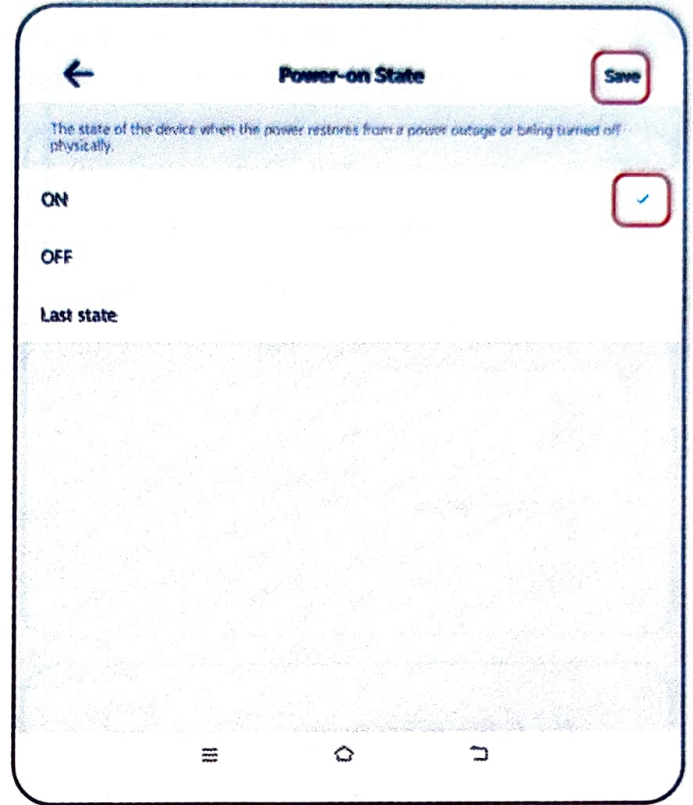 Power-on State
Save
The state of the device when the power restores from a power outage or being turned off
physically.
ON
OFF
Last state